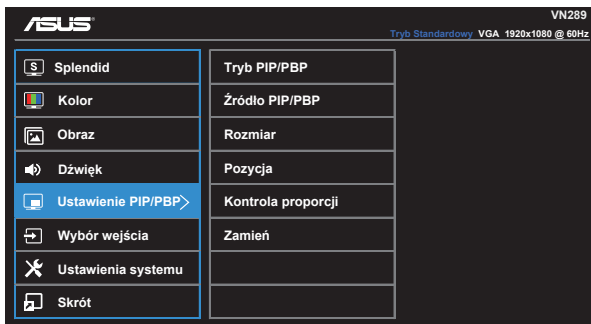 ASUS
VN289
Tryb Standardowy VGA 1920x1080 @ 60Hz
S Splendid
Kolor
Obraz
Dźwięk
Ustawienie PIP/PBP
Wybór wejścia
Ustawienia systemu
Skrót
Tryb PIP/PBP
Źródło PIP/PBP
Rozmiar
Pozycja
Kontrola proporcji
Zamień